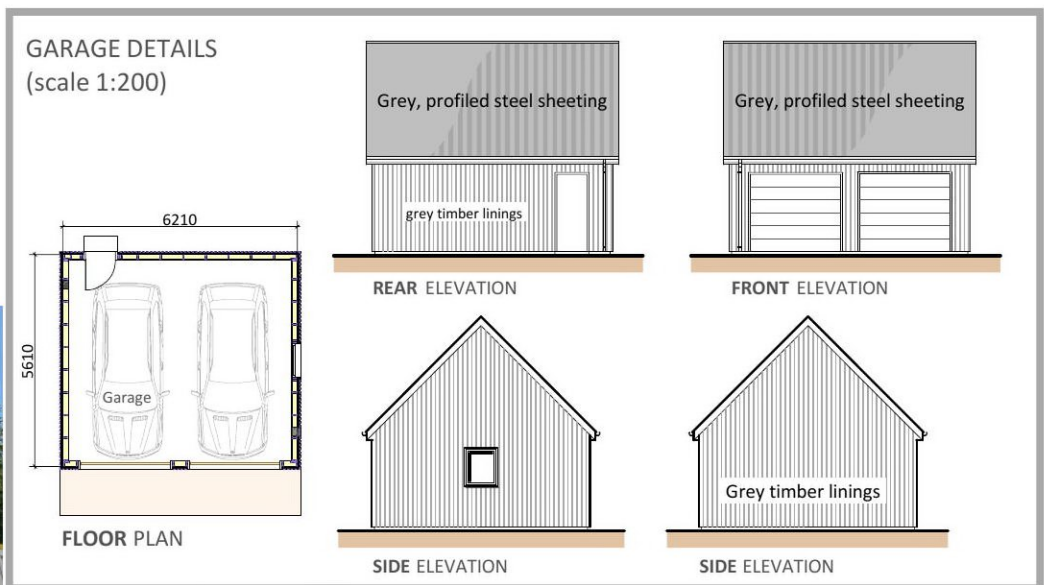 GARAGE DETAILS
(scale 1:200)
Grey, profiled steel sheeting
grey timber linings
REAR ELEVATION
Grey, profiled steel sheeting
FRONT ELEVATION
6210
5610
Garage
FLOOR PLAN
SIDE ELEVATION
Grey timber linings
SIDE ELEVATION